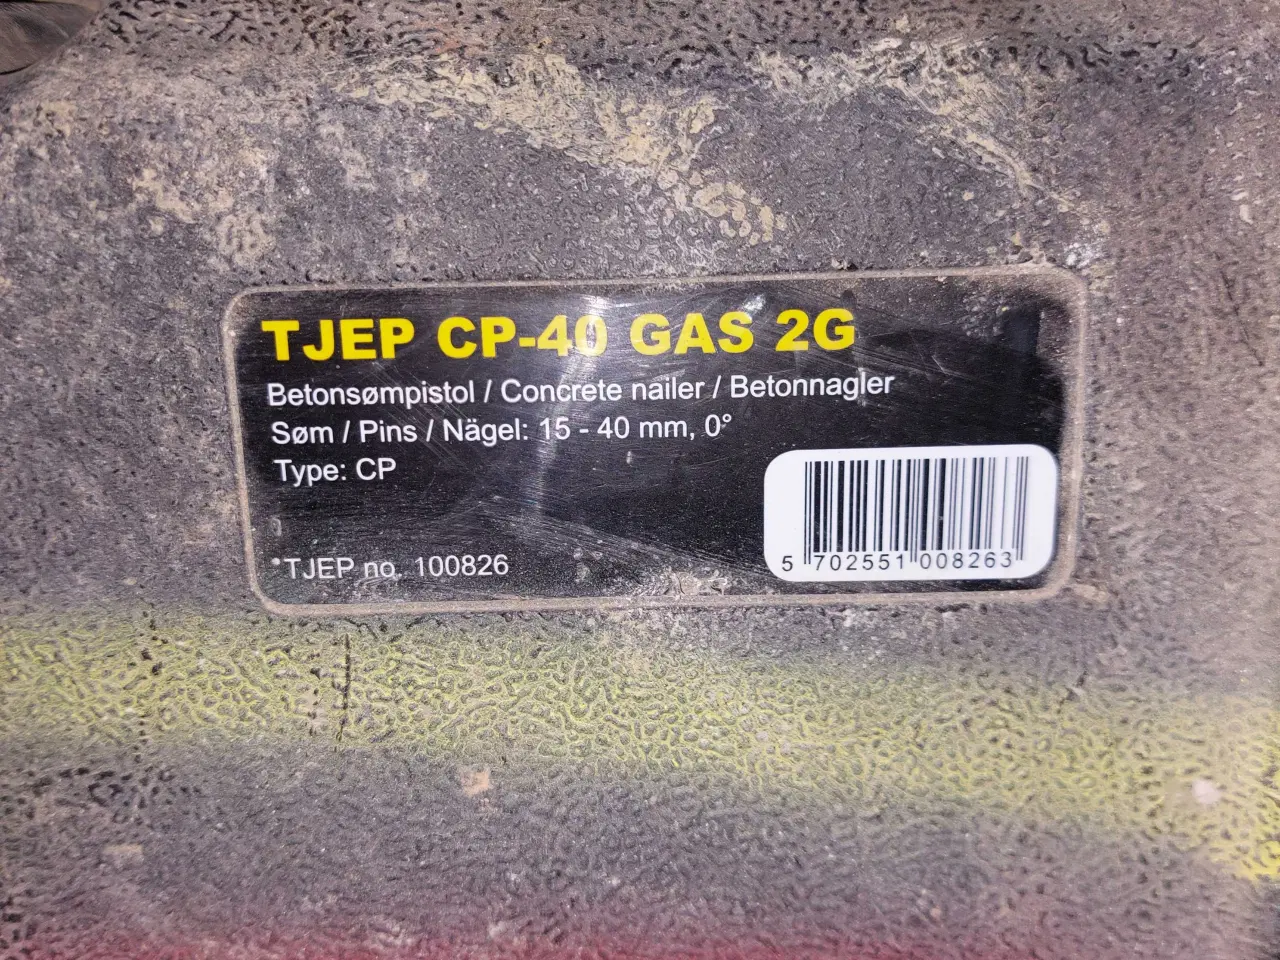 TJEP CP-40 GAS 2G
Betonsømpistol / Concrete nailer / Betonnagler
Søm / Pins / Nägel: 15 - 40 mm, 0°
Type: CP
*TJEP no. 100826
5 702551 008263